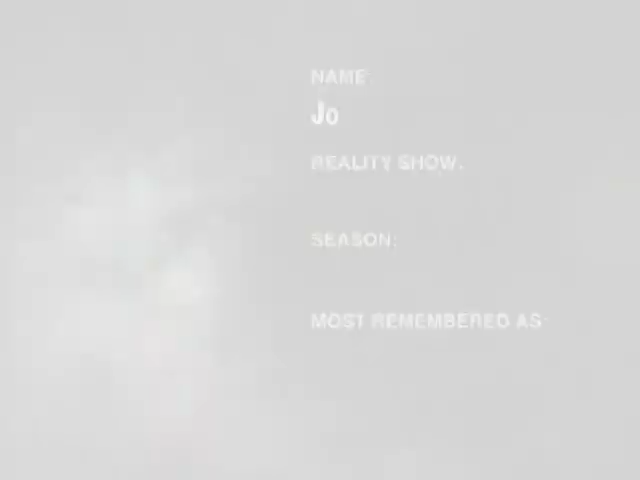 NAME:
Jo
REALITY SHOW:
SEASON:
MOST REMEMBERED AS: